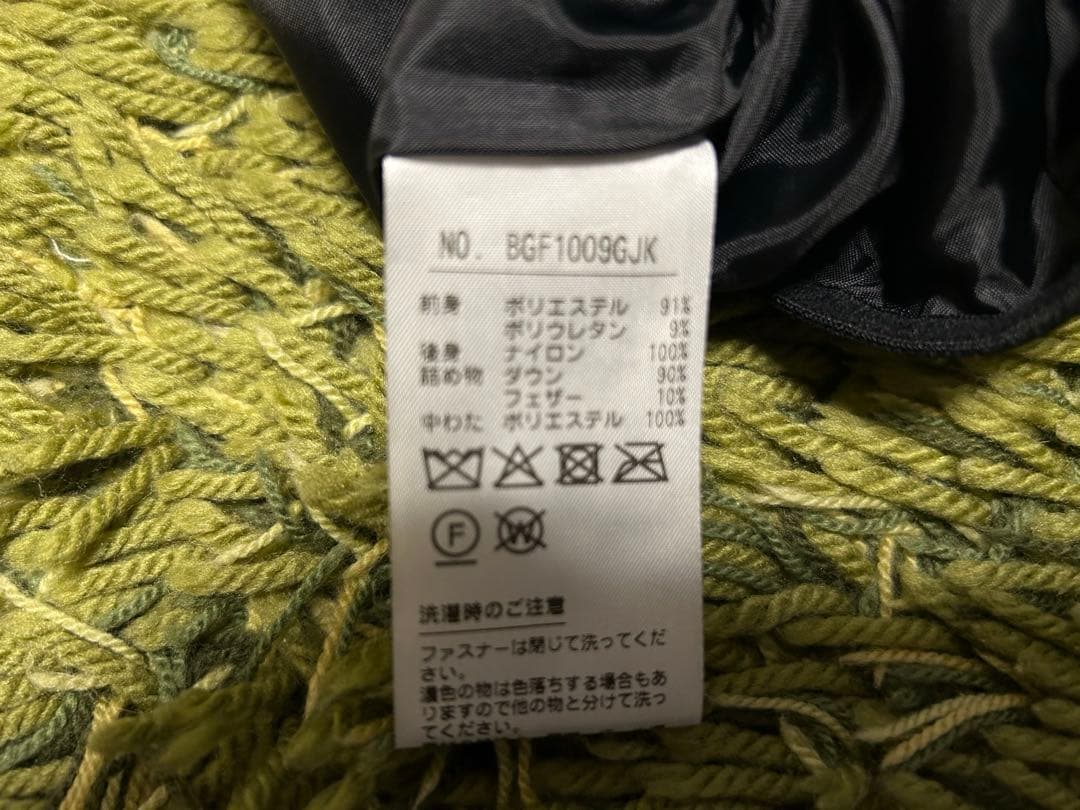 NO. BGF1009GJK
前身 ポリエステル 91%
ポリウレタン 9%
後身 ナイロン 100%
詰め物 ダウン 90%
フェザー 10%
中わた ポリエステル 100%
F W
洗濯時のご注意
ファスナーは閉じて洗ってくだ
さい。
濃色の物は色落ちする場合もあ
りますので他の物と分けて洗っ
てください。